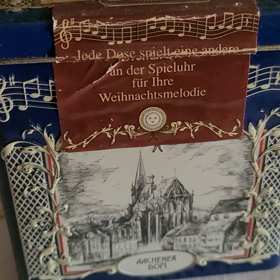 Jede Dose spielt eine andere
an der Spieluhr
für Ihre
Weihnachtsmelodie
AACHENER
DOM